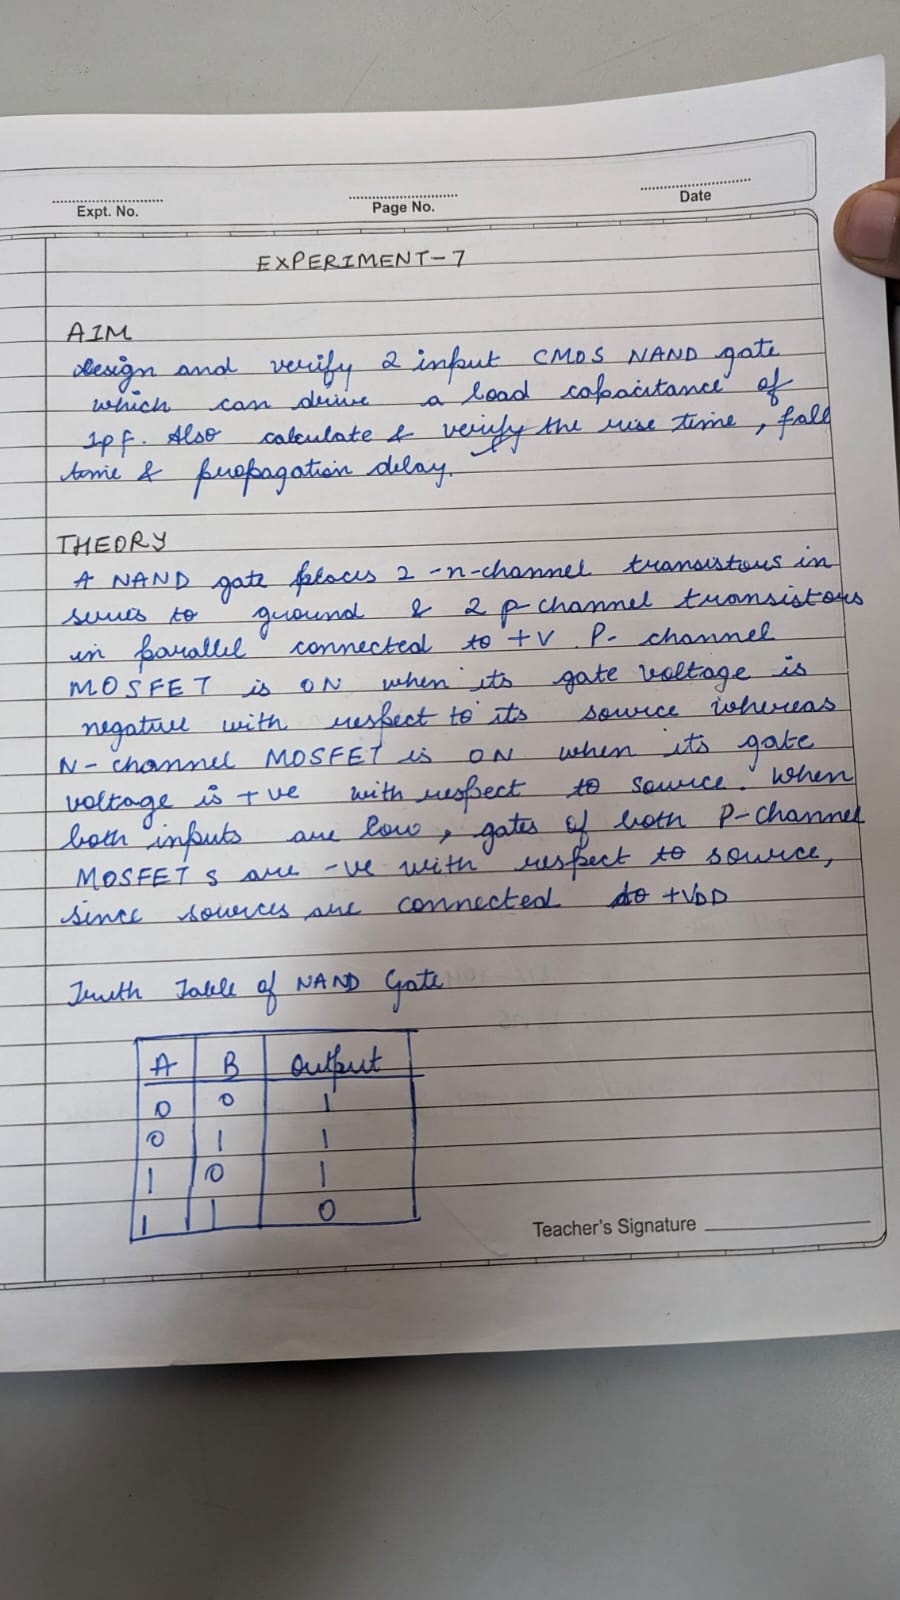 Expt. No.
Page No.
Date
EXPERIMENT-7
AIM
design and verify 2 input CMOS NAND gate
which can drive a load capacitance of
1pF. Also calculate & verify the rise time, fall
time & propagation delay.
THEORY
A NAND gate places 2 -n-channel transistors in
series to ground & 2 p channel transistors
in parallel connected to +V. P- channel
MOSFET is ON when its gate voltage is
negative with respect to its source whereas
N- channel MOSFET is ON when its gate
voltage is +ve with respect to source. When
both inputs are low, gates of both P-Channel
MOSFET s are -ve with respect to source,
since sources are connected to +VDD
Truth Table of NAND Gate
A B Output
0 0 1
0 1 1
1 0 1
1 1 0
Teacher's Signature